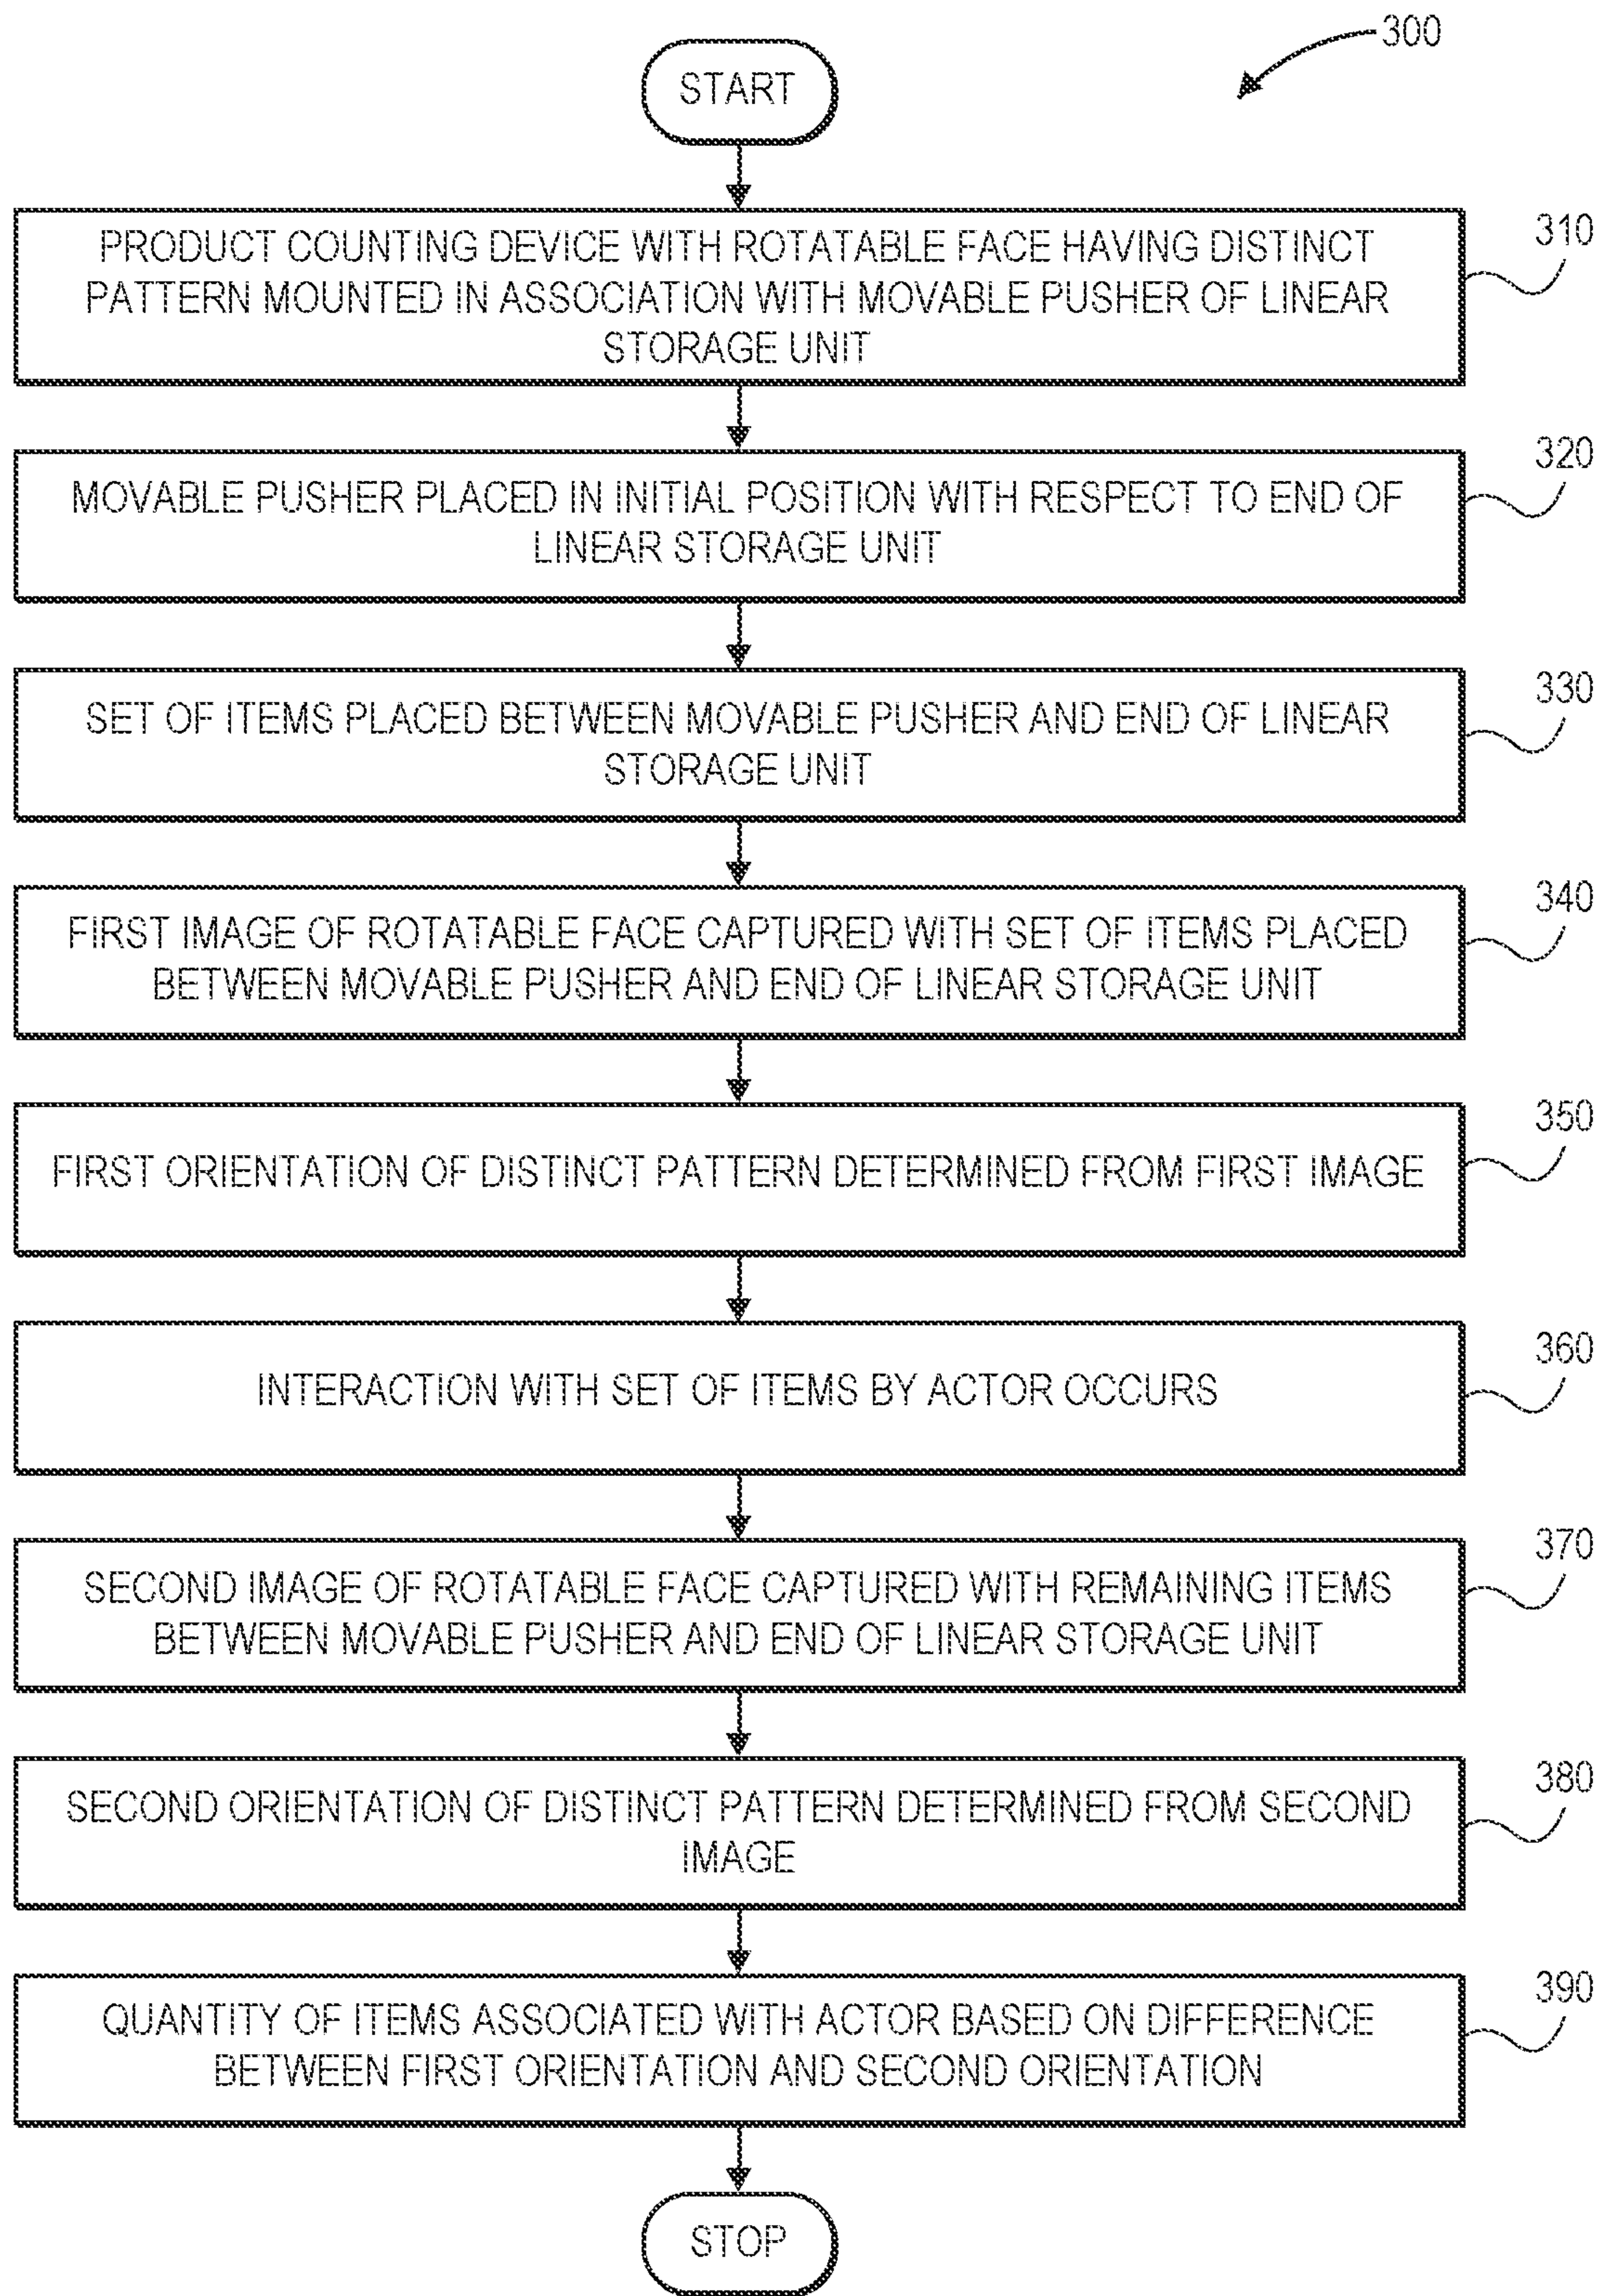 300
START
310
PRODUCT COUNTING DEVICE WITH ROTATABLE FACE HAVING DISTINCT
PATTERN MOUNTED IN ASSOCIATION WITH MOVABLE PUSHER OF LINEAR
STORAGE UNIT
320
MOVABLE PUSHER PLACED IN INITIAL POSITION WITH RESPECT TO END OF
LINEAR STORAGE UNIT
330
SET OF ITEMS PLACED BETWEEN MOVABLE PUSHER AND END OF LINEAR
STORAGE UNIT
340
FIRST IMAGE OF ROTATABLE FACE CAPTURED WITH SET OF ITEMS PLACED
BETWEEN MOVABLE PUSHER AND END OF LINEAR STORAGE UNIT
350
FIRST ORIENTATION OF DISTINCT PATTERN DETERMINED FROM FIRST IMAGE
360
INTERACTION WITH SET OF ITEMS BY ACTOR OCCURS
370
SECOND IMAGE OF ROTATABLE FACE CAPTURED WITH REMAINING ITEMS
BETWEEN MOVABLE PUSHER AND END OF LINEAR STORAGE UNIT
380
SECOND ORIENTATION OF DISTINCT PATTERN DETERMINED FROM SECOND
IMAGE
390
QUANTITY OF ITEMS ASSOCIATED WITH ACTOR BASED ON DIFFERENCE
BETWEEN FIRST ORIENTATION AND SECOND ORIENTATION
STOP